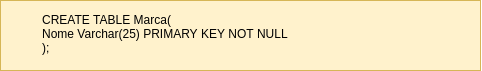 CREATE TABLE Marca(
Nome Varchar(25) PRIMARY KEY NOT NULL
);